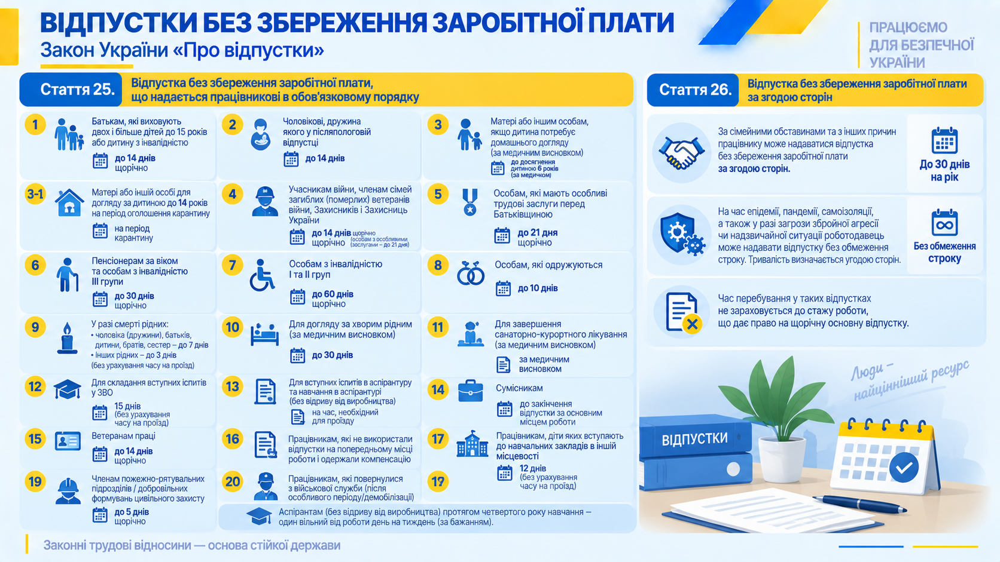 ВІДПУСТКИ БЕЗ ЗБЕРЕЖЕННЯ ЗАРОБІТНОЇ ПЛАТИ
Закон України «Про відпустки»
ПРАЦЮЄМО
ДЛЯ БЕЗПЕЧНОЇ
УКРАЇНИ
Стаття 25.
Відпустка без збереження заробітної плати,
що надається працівникові в обов'язковому порядку
1
Батькам, які виховують
двох і більше дітей до 15 років
або дитину з інвалідністю
до 14 днів
щорічно
2
Чоловікові, дружина
якого у післяпологовій
відпустці
до 14 днів
3
Матері або іншим особам,
якщо дитина потребує
домашнього догляду
(за медичним висновком)
до досягнення
дитиною 6 років
(за медичком)
3-1
Матері або іншій особі для
догляду за дитиною до 14 років
на період оголошення карантину
на період
карантину
4
Учасникам війни, членам сімей
загиблих (померлих) ветеранів
війни, Захисників і Захисниць
України
до 14 днів щорічно
щорічно (особам з особливими
заслугами – до 21 дня)
5
Особам, які мають особливі
трудові заслуги перед
Батьківщиною
до 21 дня
щорічно
6
Пенсіонерам за віком
та особам з інвалідністю
III групи
до 30 днів
щорічно
7
Особам з інвалідністю
I та II груп
до 60 днів
щорічно
8
Особам, які одружуються
до 10 днів
9
У разі смерті рідних:
• чоловіка (дружини), батьків,
дитини, братів, сестер – до 7 днів
• Інших рідних – до 3 днів
(без урахування часу на проїзд)
10
Для догляду за хворим рідним
(за медичним висновком)
до 30 днів
11
Для завершення
санаторно-курортного лікування
(за медичним висновком)
за медичним
висновком
12
Для складання вступних іспитів
у ЗВО
15 днів
(без урахування
часу на проїзд)
13
Для вступних іспитів в аспірантуру
та навчання в аспірантурі
(без відриву від виробництва)
на час, необхідний
для проїзду
14
Сумісникам
до закінчення
відпустки за основним
місцем роботи
15
Ветеранам праці
до 14 днів
щорічно
16
Працівникам, які не використали
відпустки на попередньому місці
роботи і одержали компенсацію
17
Працівникам, діти яких вступають
до навчальних закладів в іншій
місцевості
12 днів
(без урахування
часу на проїзд)
19
Членам пожежно-рятувальних
підрозділів / добровільних
формувань цивільного захисту
до 5 днів
щорічно
20
Працівникам, які повернулися
з військової служби (після
особливого періоду/демобілізації)
Аспірантам (без відриву від виробництва) протягом четвертого року навчання –
один вільний від роботи день на тиждень (за бажанням).
Стаття 26.
Відпустка без збереження заробітної плати
за згодою сторін
За сімейними обставинами та з інших причин
працівнику може надаватися відпустка
без збереження заробітної плати
за згодою сторін.
До 30 днів
на рік
На час епідемії, пандемії, самоізоляції,
а також у разі загрози збройної агресії
чи надзвичайної ситуації роботодавець
може надавати відпустку без обмеження
строку. Тривалість визначається угодою сторін.
Без обмеження
строку
Час перебування у таких відпустках
не зараховується до стажу роботи,
що дає право на щорічну основну відпустку.
Люди –
найцінніший ресурс
ВІДПУСТКИ
Законні трудові відносини — основа стійкої держави